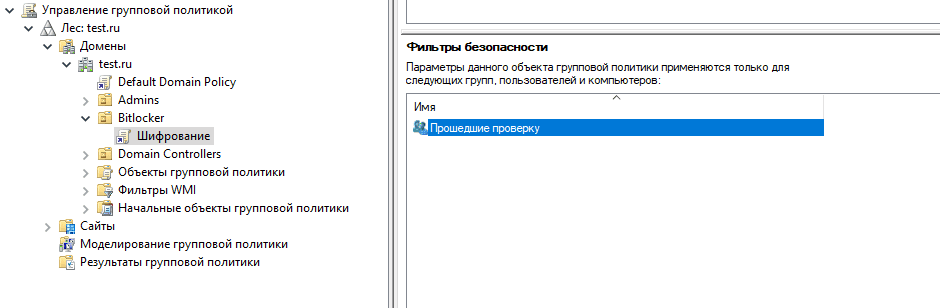 Управление групповой политикой
Лес: test.ru
Домены
test.ru
Default Domain Policy
Admins
Bitlocker
Шифрование
Domain Controllers
Объекты групповой политики
Фильтры WMI
Начальные объекты групповой политики
Сайты
Моделирование групповой политики
Результаты групповой политики
Фильтры безопасности
Параметры данного объекта групповой политики применяются только для
следующих групп, пользователей и компьютеров:
Имя
Прошедшие проверку